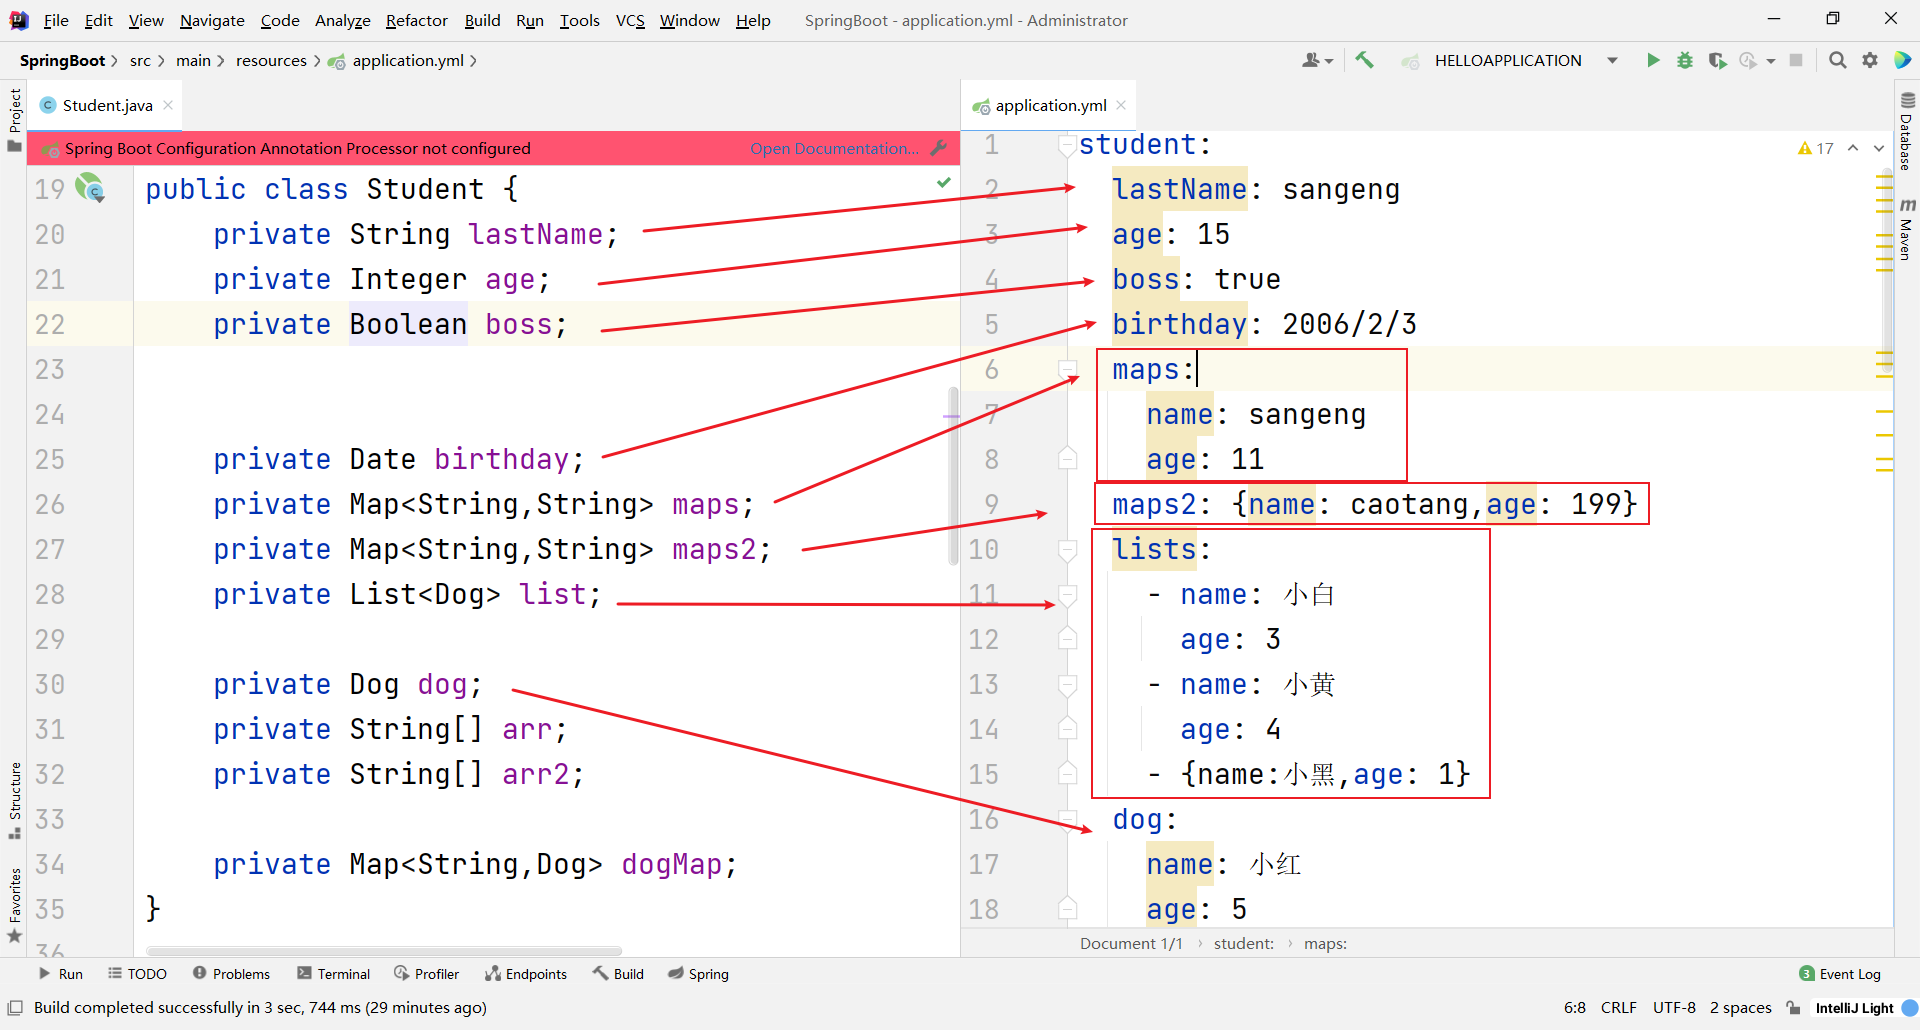 File Edit View Navigate Code Analyze Refactor Build Run Tools VCS Window Help SpringBoot - application.yml - Administrator
SpringBoot src main resources application.yml HELLOAPPLICATION
Project
Student.java
Spring Boot Configuration Annotation Processor not configured Open Documentation...
19 public class Student {
20 private String lastName;
21 private Integer age;
22 private Boolean boss;
23
24
25 private Date birthday;
26 private Map<String,String> maps;
27 private Map<String,String> maps2;
28 private List<Dog> list;
29
30 private Dog dog;
31 private String[] arr;
32 private String[] arr2;
33
34 private Map<String,Dog> dogMap;
35 }
36
application.yml
17
1 student:
2 lastName: sangeng
3 age: 15
4 boss: true
5 birthday: 2006/2/3
6 maps:
7 name: sangeng
8 age: 11
9 maps2: {name: caotang,age: 199}
10 lists:
11 - name: 小白
12 age: 3
13 - name: 小黄
14 age: 4
15 - {name:小黑,age: 1}
16 dog:
17 name: 小红
18 age: 5
Document 1/1 student: maps:
Database
m Maven
Structure
Favorites
Run TODO Problems Terminal Profiler Endpoints Build Spring 3 Event Log
Build completed successfully in 3 sec, 744 ms (29 minutes ago) 6:8 CRLF UTF-8 2 spaces IntelliJ Light